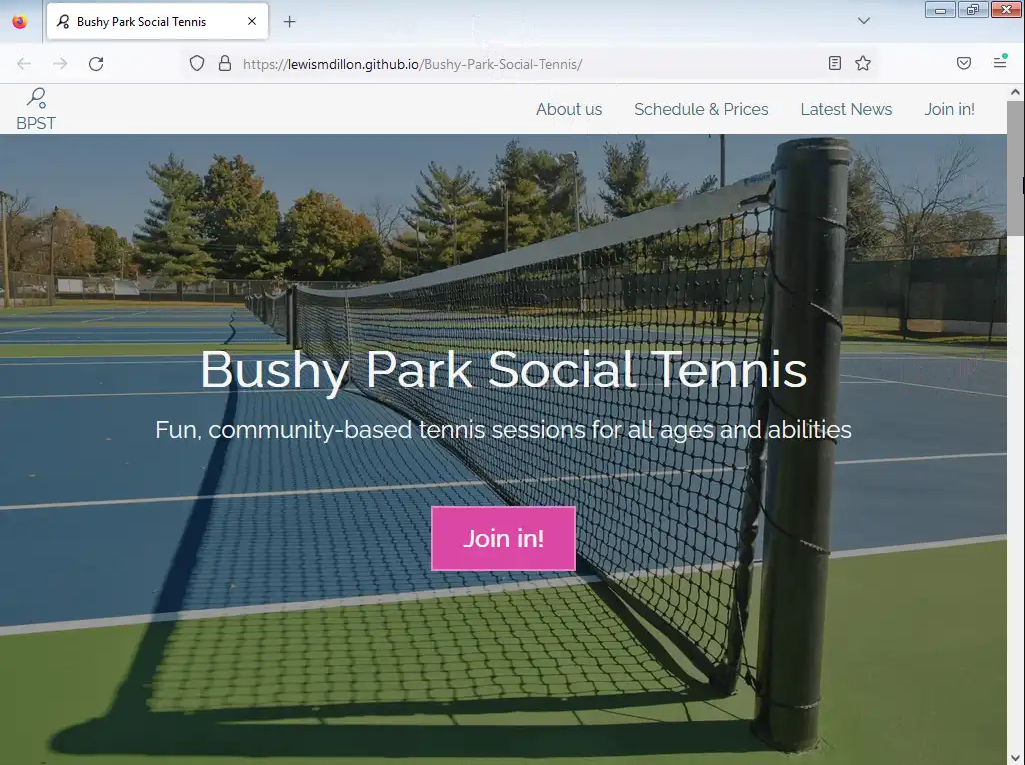 Bushy Park Social Tennis
https://lewismdillon.github.io/Bushy-Park-Social-Tennis/
BPST
About us
Schedule & Prices
Latest News
Join in!
Bushy Park Social Tennis
Fun, community-based tennis sessions for all ages and abilities
Join in!